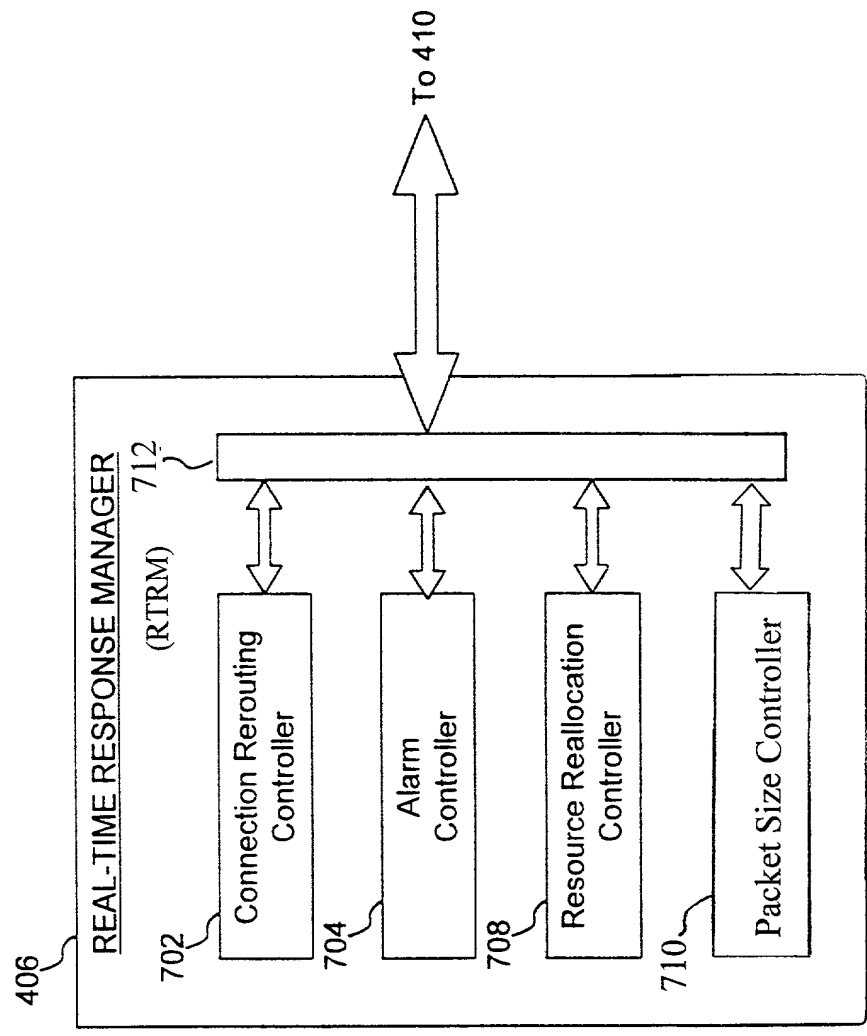 406
REAL-TIME RESPONSE MANAGER
(RTRM)
712
702
Connection Rerouting
Controller
704
Alarm
Controller
708
Resource Reallocation
Controller
710
Packet Size Controller
To 410